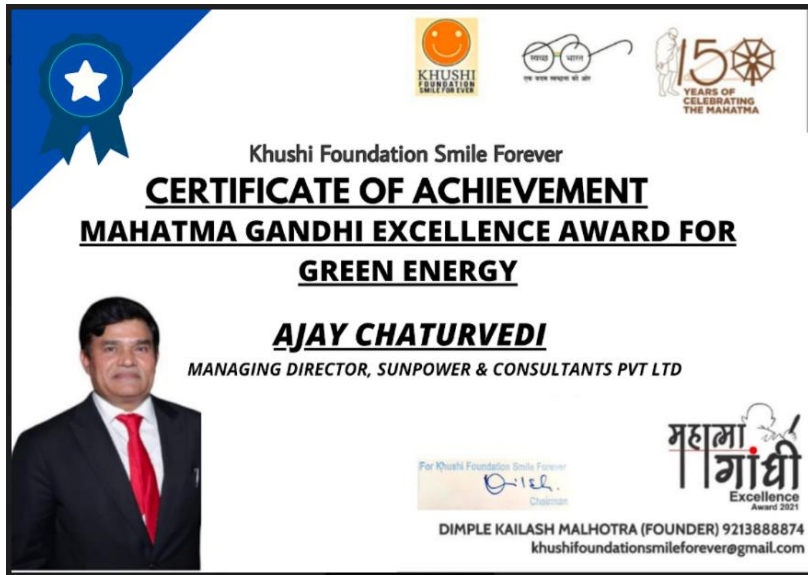 KHUSHI
FOUNDATION
SMILE FOR EVER
स्वच्छ भारत
एक कदम स्वच्छता की ओर
150
YEARS OF
CELEBRATING
THE MAHATMA
Khushi Foundation Smile Forever
CERTIFICATE OF ACHIEVEMENT
MAHATMA GANDHI EXCELLENCE AWARD FOR
GREEN ENERGY
AJAY CHATURVEDI
MANAGING DIRECTOR, SUNPOWER & CONSULTANTS PVT LTD
महात्मा
गांधी
Excellence
Award 2021
For Khushi Foundation Smile Forever
Chairman
DIMPLE KAILASH MALHOTRA (FOUNDER) 9213888874
khushifoundationsmileforever@gmail.com